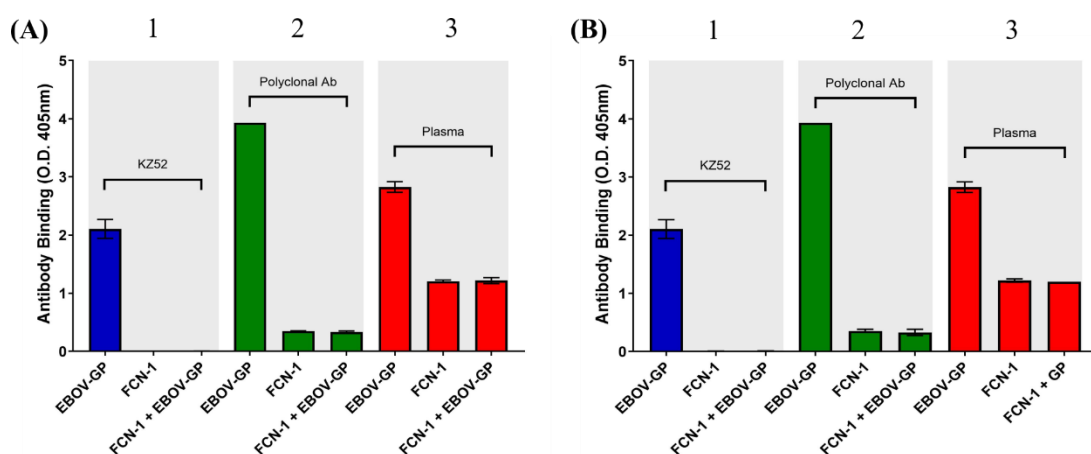 (A)
1
2
3
Antibody Binding (O.D. 405nm)
5
4
3
2
1
0
KZ52
Polyclonal Ab
Plasma
EBOV-GP
FCN-1
FCN-1 + EBOV-GP
EBOV-GP
FCN-1
FCN-1 + EBOV-GP
EBOV-GP
FCN-1
FCN-1 + EBOV-GP
(B)
1
2
3
Antibody Binding (O.D. 405nm)
5
4
3
2
1
0
KZ52
Polyclonal Ab
Plasma
EBOV-GP
FCN-1
FCN-1 + EBOV-GP
EBOV-GP
FCN-1
FCN-1 + EBOV-GP
EBOV-GP
FCN-1
FCN-1 + GP